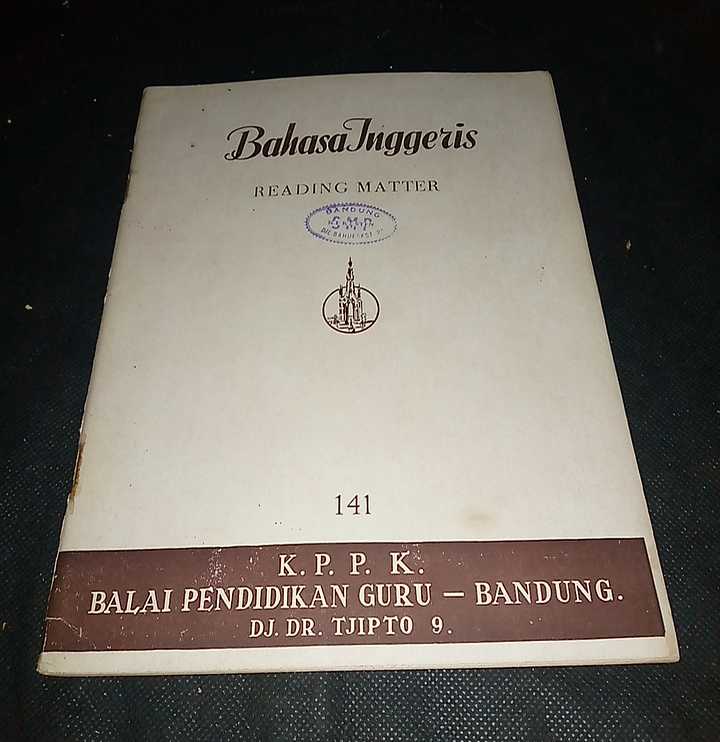 Bahasa Inggeris
READING MATTER
BANDUNG
S.M.P.
141
K. P. P. K.
BALAI PENDIDIKAN GURU — BANDUNG.
DJ. DR. TJIPTO 9.